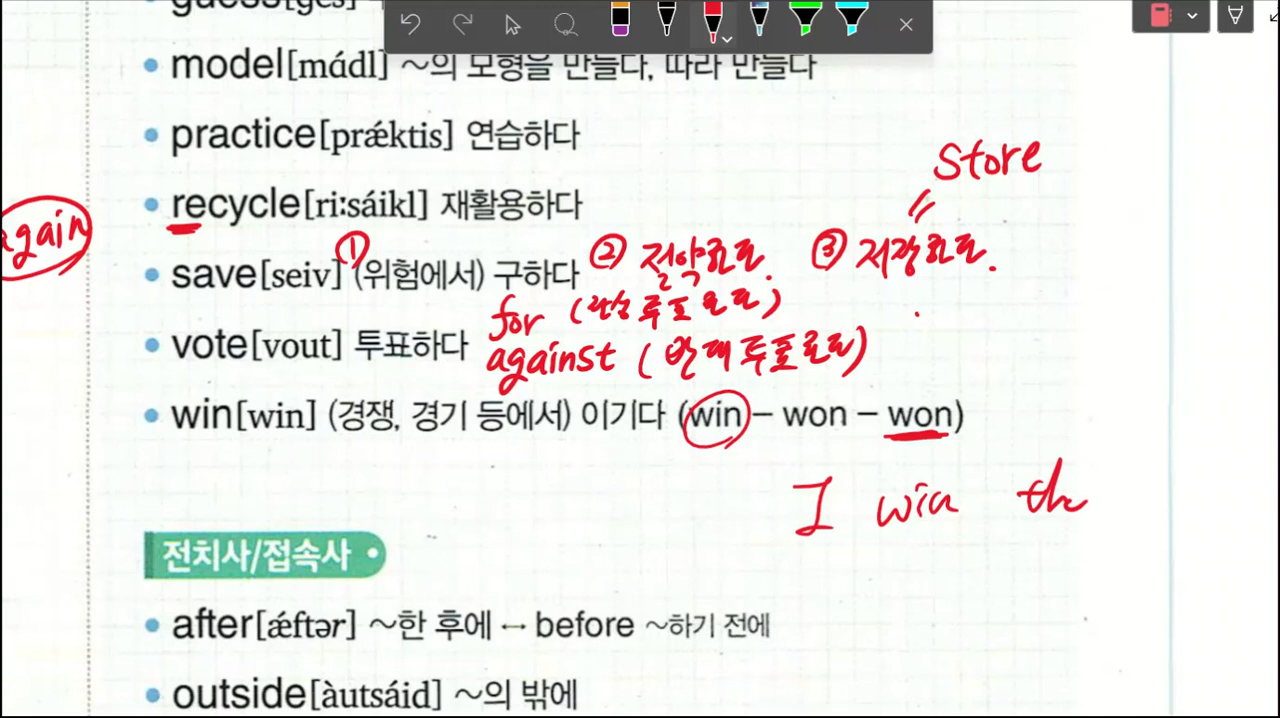 guess
model[mádl] ~의 모형을 만들다, 따라 만들다
practice[prǽktis] 연습하다
store
recycle[riːsáikl] 재활용하다
again
save[seiv] ① (위험에서) 구하다 ② 절약하다. ③ 저장하다.
for (찬성 투표하다)
vote[vout] 투표하다 against (반대 투표하다)
win[win] (경쟁, 경기 등에서) 이기다 (win – won – won)
I win the
전치사/접속사
after[ǽftər] ~한 후에 ↔ before ~하기 전에
outside[àutsáid] ~의 밖에